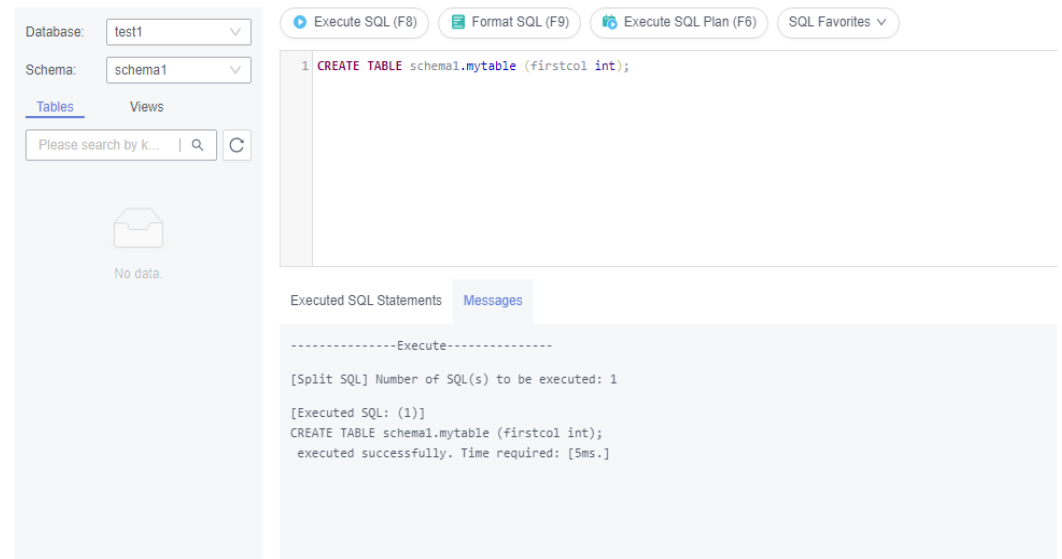 Database: test1
Schema: schema1
Tables Views
Please search by k...
No data.
Execute SQL (F8) Format SQL (F9) Execute SQL Plan (F6) SQL Favorites
1 CREATE TABLE schema1.mytable (firstcol int);
Executed SQL Statements Messages
---------------Execute---------------
[Split SQL] Number of SQL(s) to be executed: 1
[Executed SQL: (1)]
CREATE TABLE schema1.mytable (firstcol int);
executed successfully. Time required: [5ms.]